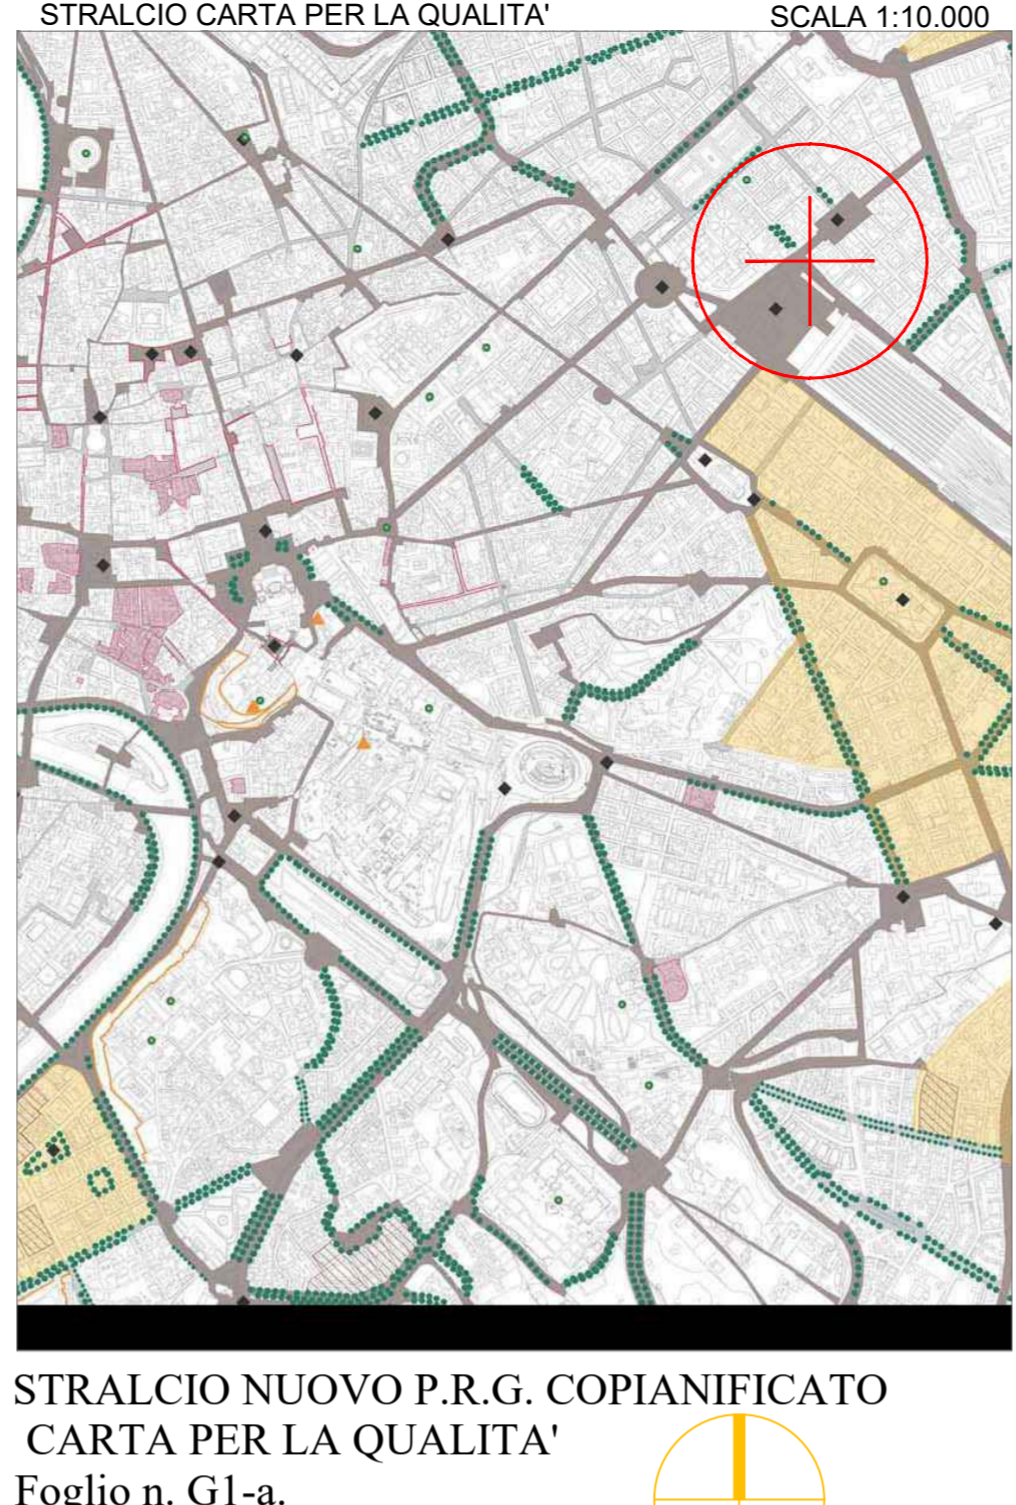 STRALCIO CARTA PER LA QUALITA' SCALA 1:10.000
STRALCIO NUOVO P.R.G. COPIANIFICATO
CARTA PER LA QUALITA'
Foglio n. G1-a.